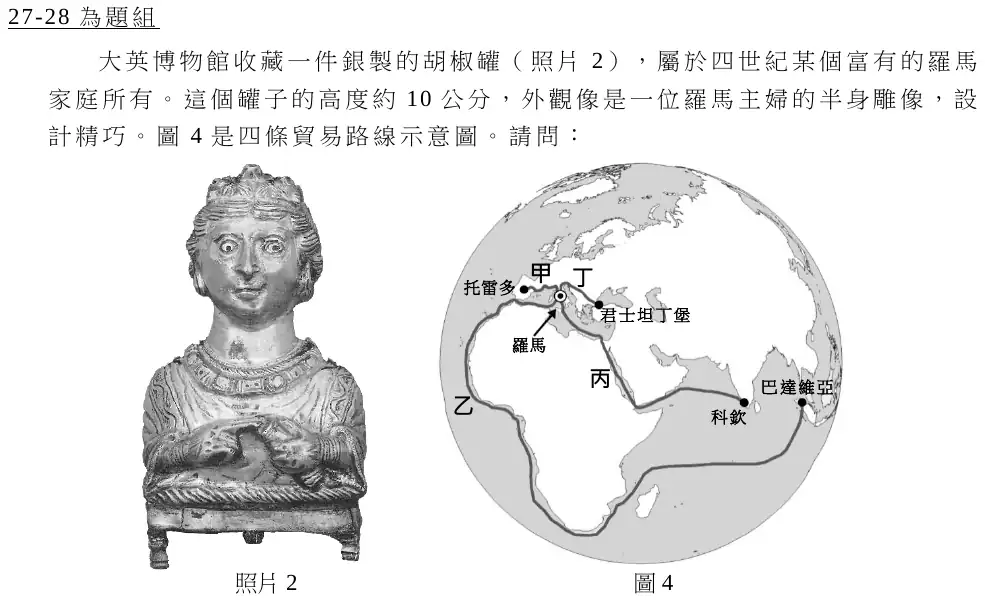 27-28 為題組
大英博物館收藏一件銀製的胡椒罐（照片 2），屬於四世紀某個富有的羅馬
家庭所有。這個罐子的高度約 10 公分，外觀像是一位羅馬主婦的半身雕像，設
計精巧。圖 4 是四條貿易路線示意圖。請問：
甲
丁
托雷多
君士坦丁堡
羅馬
丙
巴達維亞
乙
科欽
照片 2
圖 4